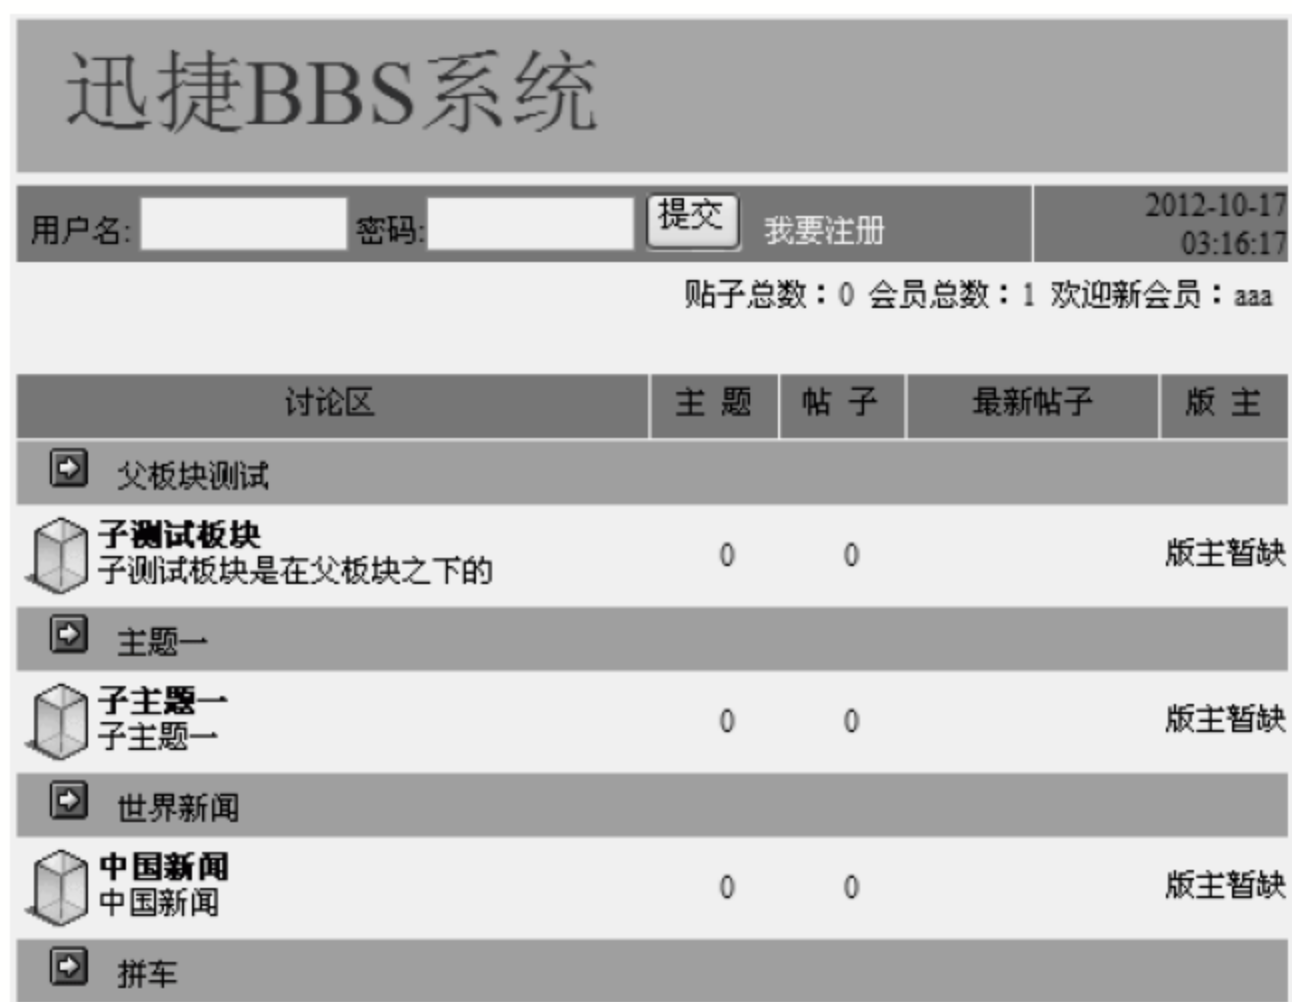 迅捷BBS系统
用户名: 密码: 提交 我要注册 2012-10-17
03:16:17
贴子总数：0 会员总数：1 欢迎新会员：aaa
讨论区 主 题 帖 子 最新帖子 版 主
父板块测试
子测试板块
子测试板块是在父板块之下的 0 0 版主暂缺
主题一
子主题一
子主题一 0 0 版主暂缺
世界新闻
中国新闻
中国新闻 0 0 版主暂缺
拼车